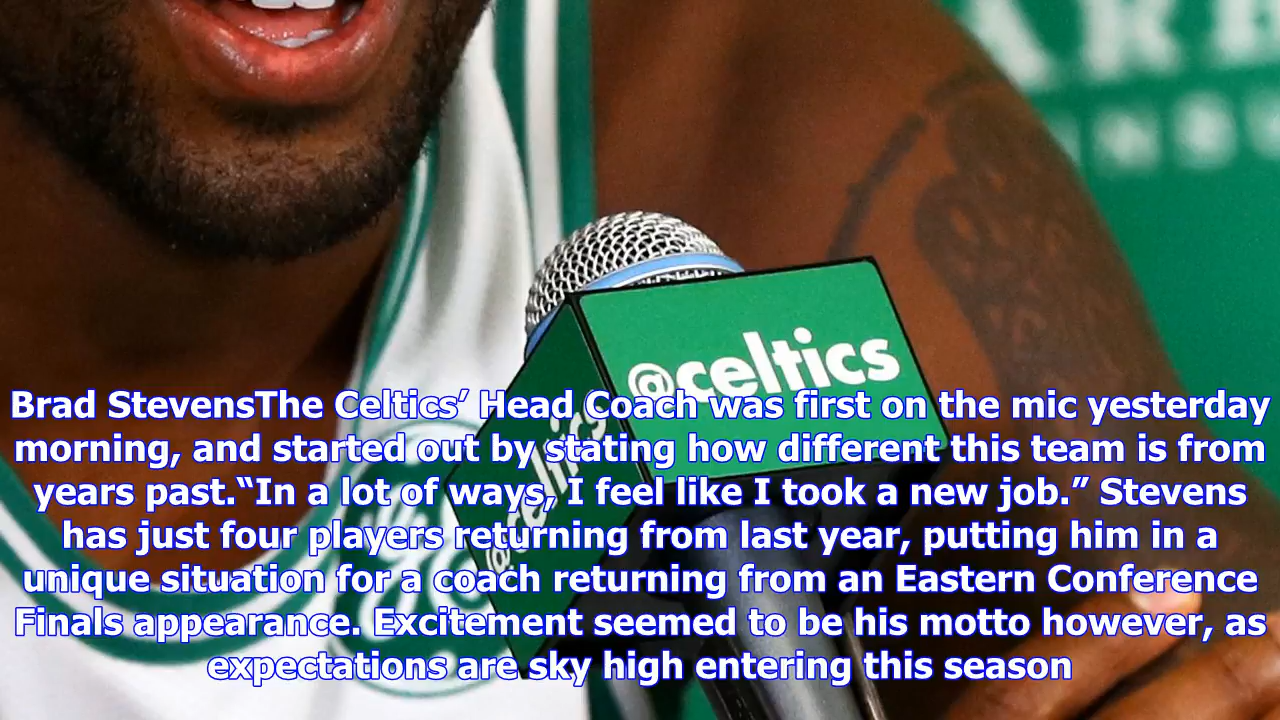 ARB
@celtics
Brad StevensThe Celtics’ Head Coach was first on the mic yesterday
morning, and started out by stating how different this team is from
years past.“In a lot of ways, I feel like I took a new job.” Stevens
has just four players returning from last year, putting him in a
unique situation for a coach returning from an Eastern Conference
Finals appearance. Excitement seemed to be his motto however, as
expectations are sky high entering this season